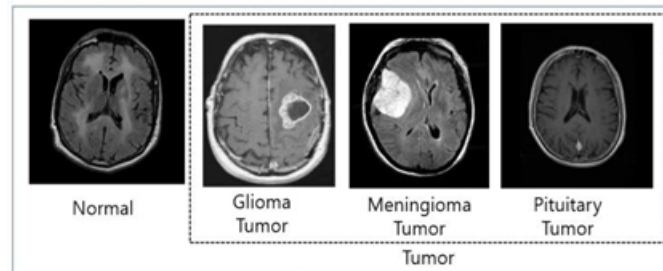 Normal
Glioma
Tumor
Meningioma
Tumor
Pituitary
Tumor
Tumor